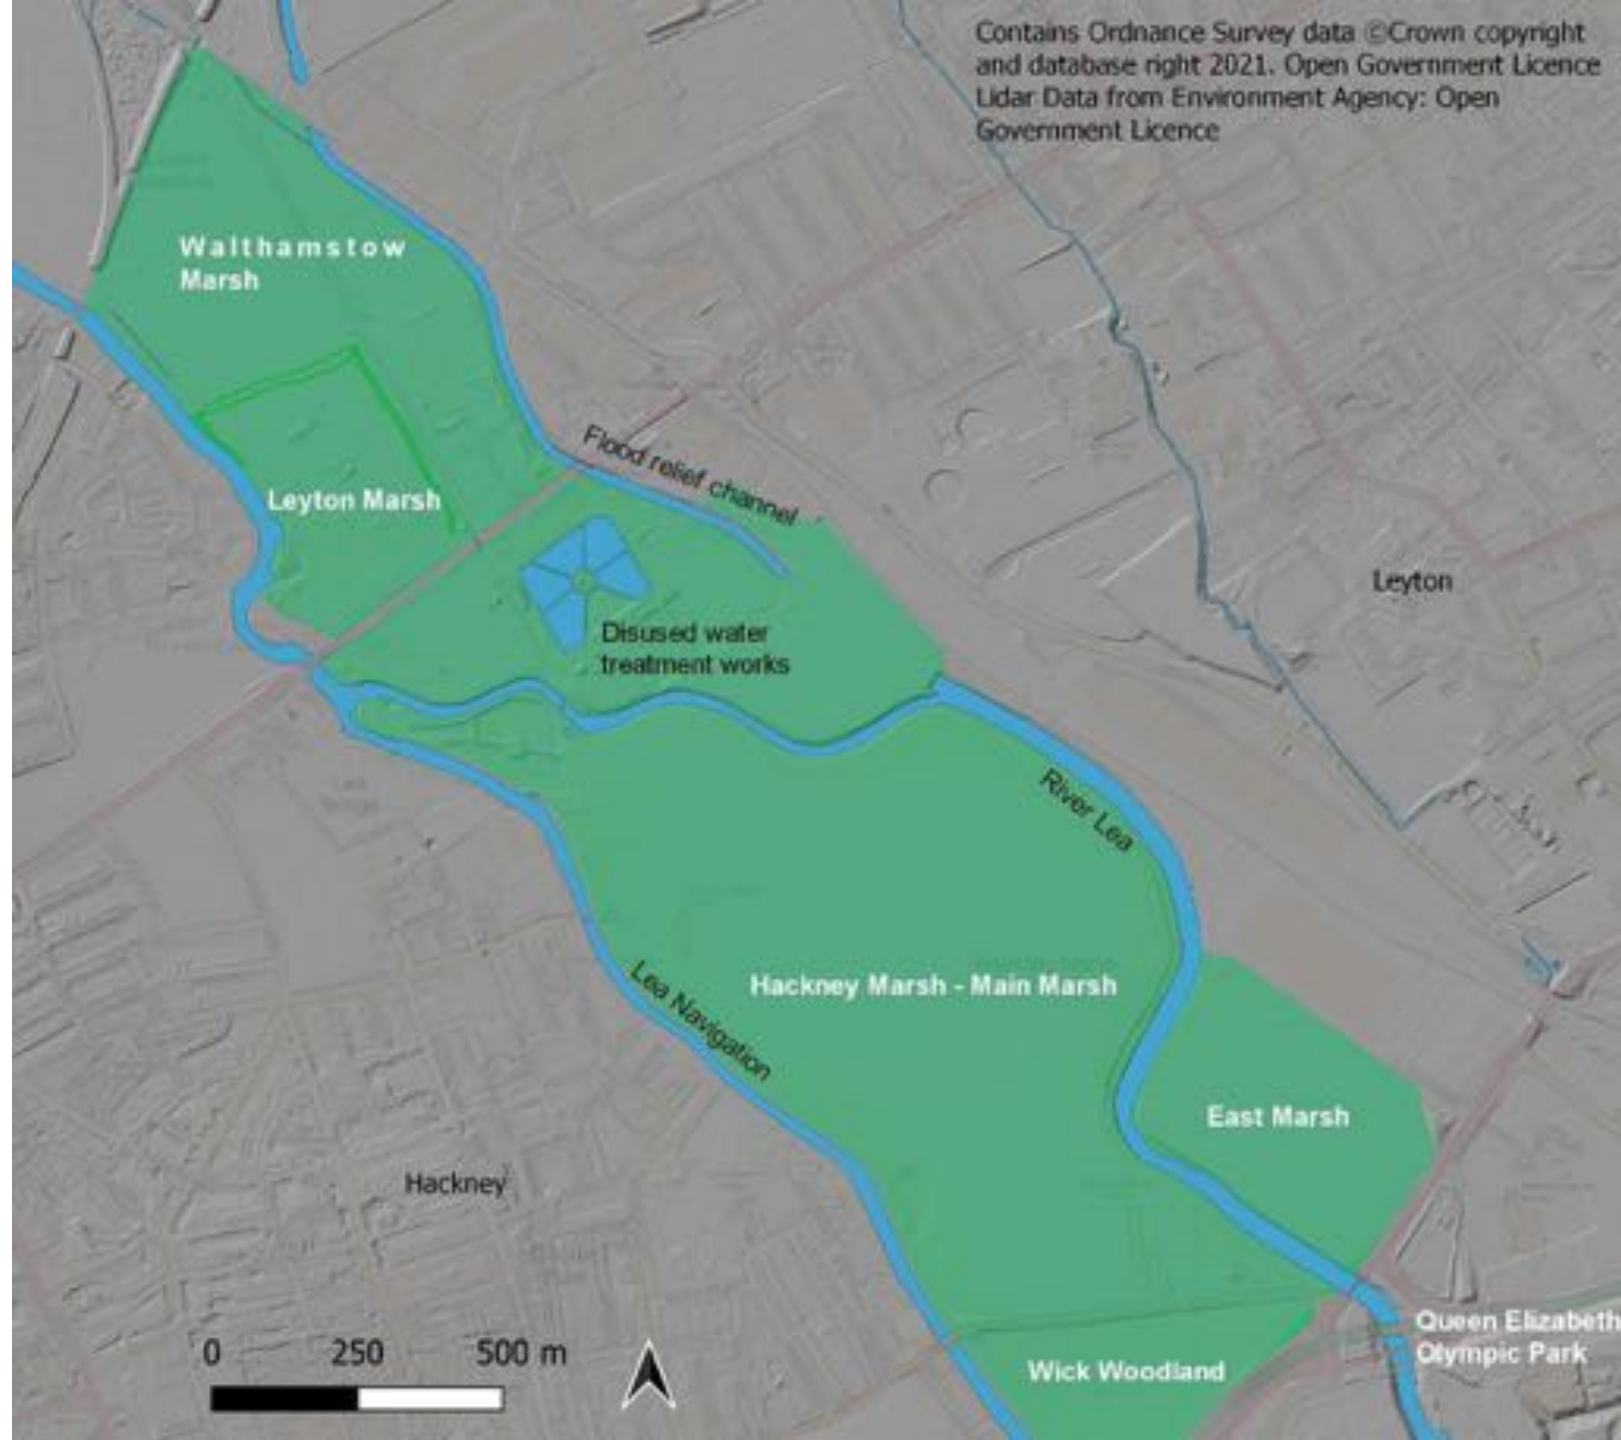 Contains Ordnance Survey data ©Crown copyright
and database right 2021. Open Government Licence
Lidar Data from Environment Agency: Open
Government Licence
Walthamstow
Marsh
Flood relief channel
Leyton Marsh
Leyton
Disused water
treatment works
River Lea
Lea Navigation
Hackney Marsh - Main Marsh
East Marsh
Hackney
Queen Elizabeth
Olympic Park
0 250 500 m
Wick Woodland